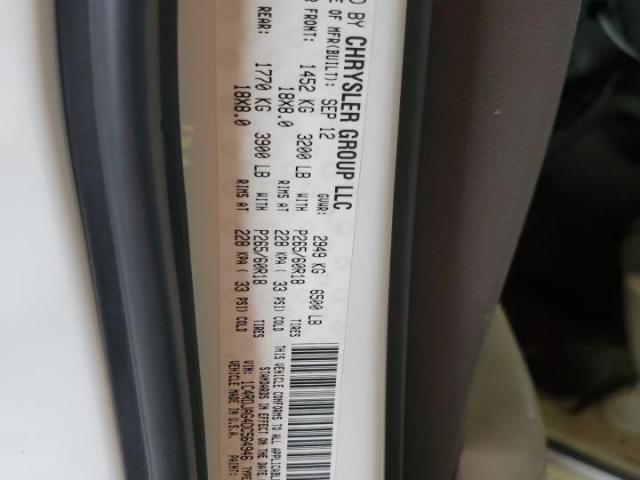 D BY CHRYSLER GROUP LLC
E OF MFR(BUILT): SEP 12 GVWR: 2949 KG 6500 LB
R FRONT: 1452 KG 3200 LB WITH P265/60R18 TIRES
18X8.0 RIMS AT 228 KPA ( 33 PSI) COLD
REAR: 1770 KG 3900 LB WITH P265/60R18 TIRES
18X8.0 RIMS AT 228 KPA ( 33 PSI) COLD
THIS VEHICLE CONFORMS TO ALL APPLICABLE
STANDARDS IN EFFECT ON THE DATE
VIN: 1C4RDJAG4DC564946 TYPE
VEHICLE MADE IN U.S.A. PAINT: